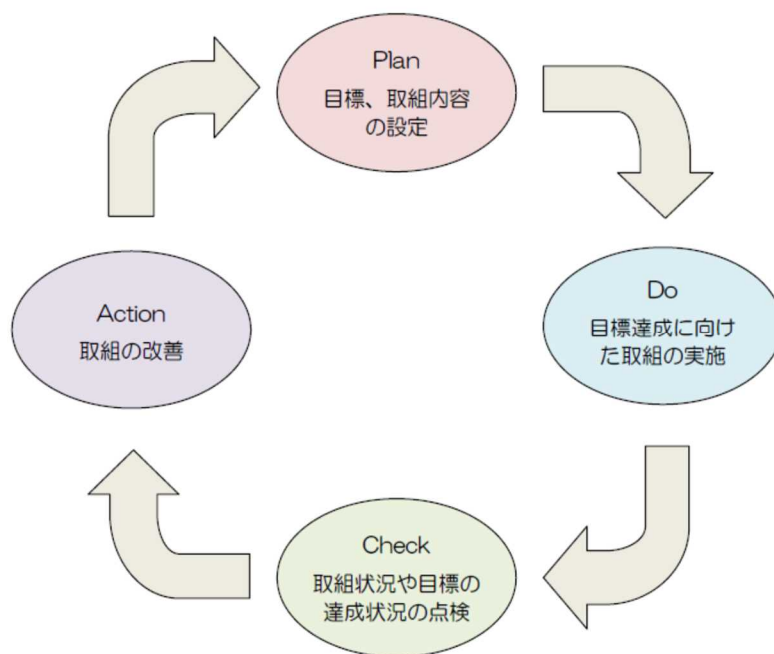 Plan
目標、取組内容
の設定
Do
目標達成に向け
た取組の実施
Check
取組状況や目標の
達成状況の点検
Action
取組の改善